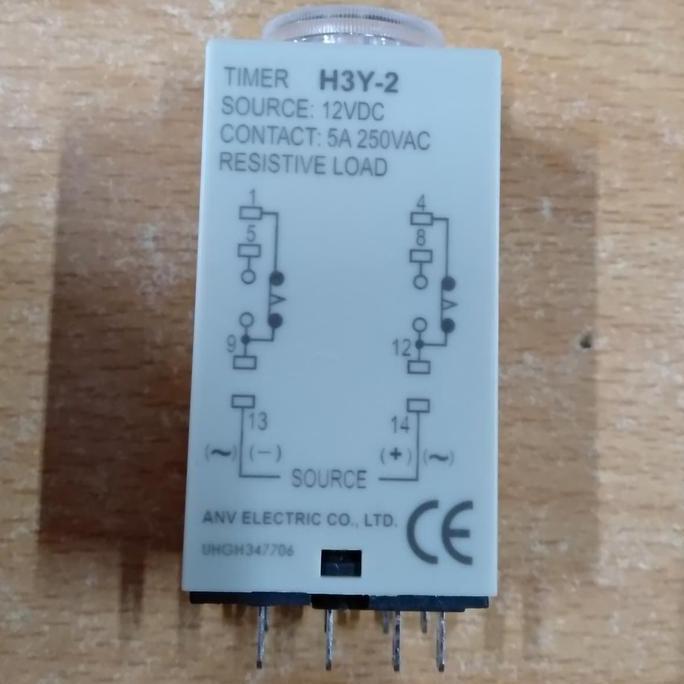 TIMER H3Y-2
SOURCE: 12VDC
CONTACT: 5A 250VAC
RESISTIVE LOAD
1 4
5 8
9 12
13 14
(~) (−) (+) (~)
SOURCE
ANV ELECTRIC CO., LTD. CE
UHGH347706